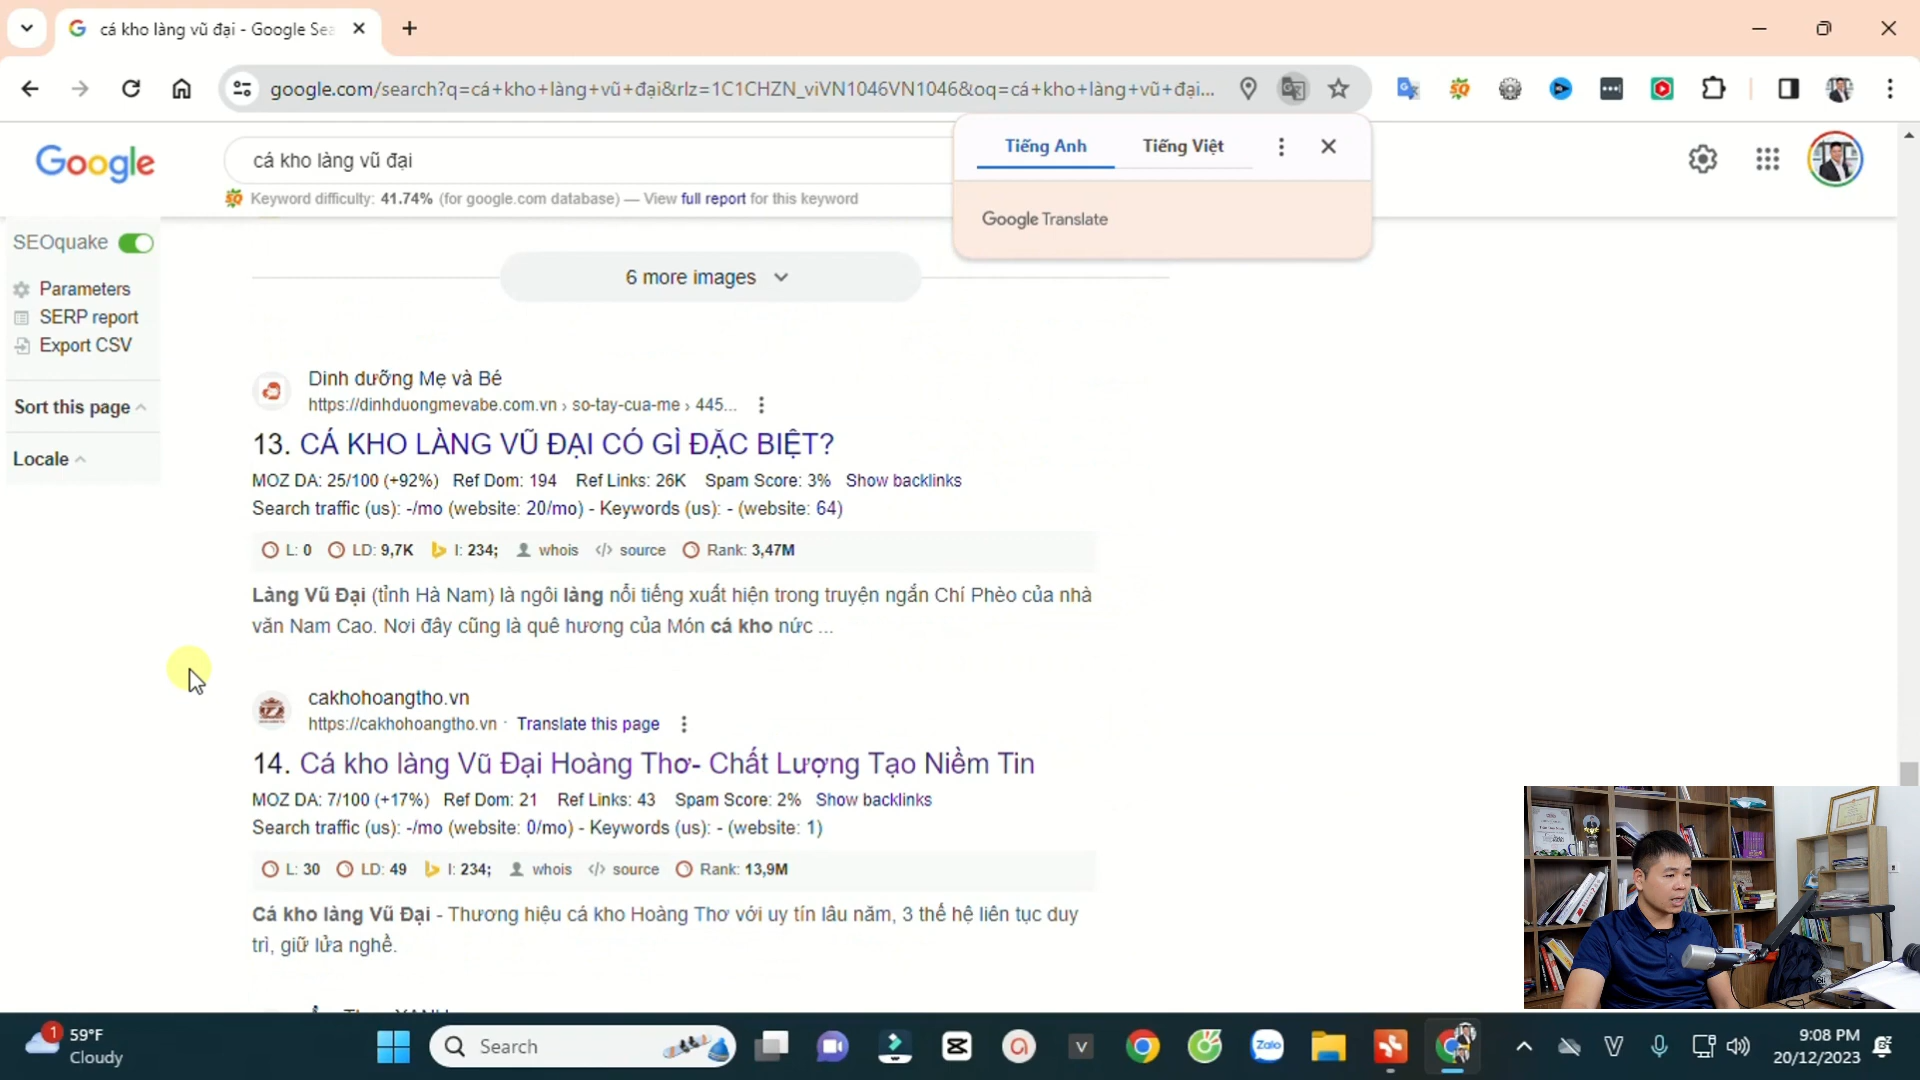 cá kho làng vũ đại - Google Sea
google.com/search?q=cá+kho+làng+vũ+đại&rlz=1C1CHZN_viVN1046VN1046&oq=cá+kho+làng+vũ+đại...
Tiếng Anh
Tiếng Việt
Google Translate
Google
cá kho làng vũ đại
Keyword difficulty: 41.74% (for google.com database) — View full report for this keyword
SEOquake
Parameters
SERP report
Export CSV
Sort this page
Locale
6 more images
Dinh dưỡng Mẹ và Bé
https://dinhduongmevabe.com.vn › so-tay-cua-me › 445...
13. CÁ KHO LÀNG VŨ ĐẠI CÓ GÌ ĐẶC BIỆT?
MOZ DA: 25/100 (+92%) Ref Dom: 194 Ref Links: 26K Spam Score: 3% Show backlinks
Search traffic (us): -/mo (website: 20/mo) - Keywords (us): - (website: 64)
L: 0 LD: 9,7K I: 234; whois source Rank: 3,47M
Làng Vũ Đại (tỉnh Hà Nam) là ngôi làng nổi tiếng xuất hiện trong truyện ngắn Chí Phèo của nhà
văn Nam Cao. Nơi đây cũng là quê hương của Món cá kho nức ...
cakhohoangtho.vn
https://cakhohoangtho.vn · Translate this page
14. Cá kho làng Vũ Đại Hoàng Thơ- Chất Lượng Tạo Niềm Tin
MOZ DA: 7/100 (+17%) Ref Dom: 21 Ref Links: 43 Spam Score: 2% Show backlinks
Search traffic (us): -/mo (website: 0/mo) - Keywords (us): - (website: 1)
L: 30 LD: 49 I: 234; whois source Rank: 13,9M
Cá kho làng Vũ Đại - Thương hiệu cá kho Hoàng Thơ với uy tín lâu năm, 3 thế hệ liên tục duy
trì, giữ lửa nghề.
1
59°F
Cloudy
Search
V
Zalo
9:08 PM
20/12/2023